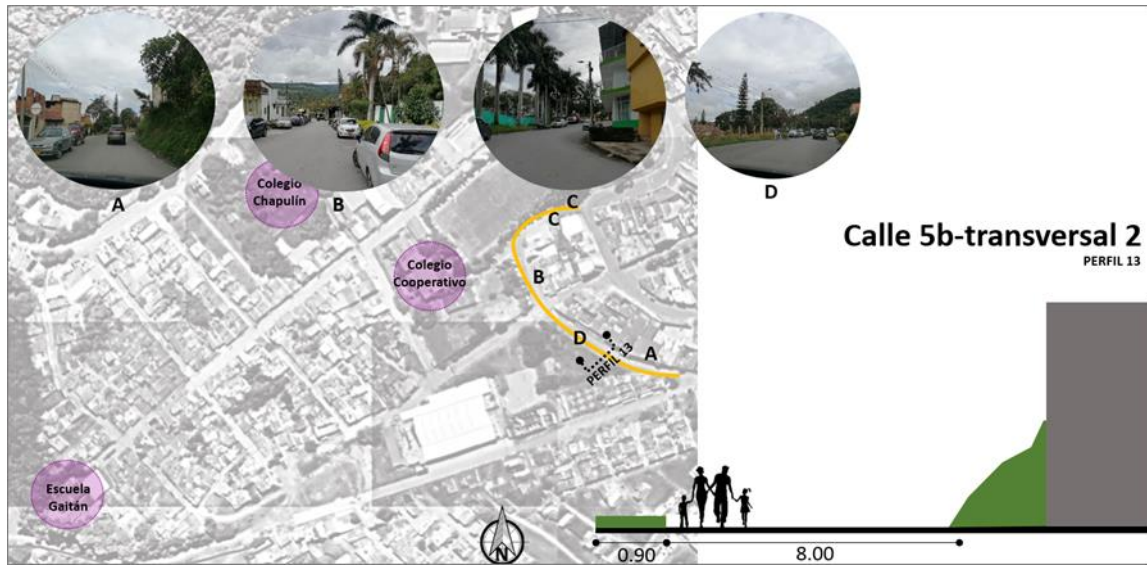 A
B
C
D
Colegio
Chapulín
Colegio
Cooperativo
Escuela
Gaitán
C
C
B
D
A
PERFIL 13
N
Calle 5b-transversal 2
PERFIL 13
0.90
8.00